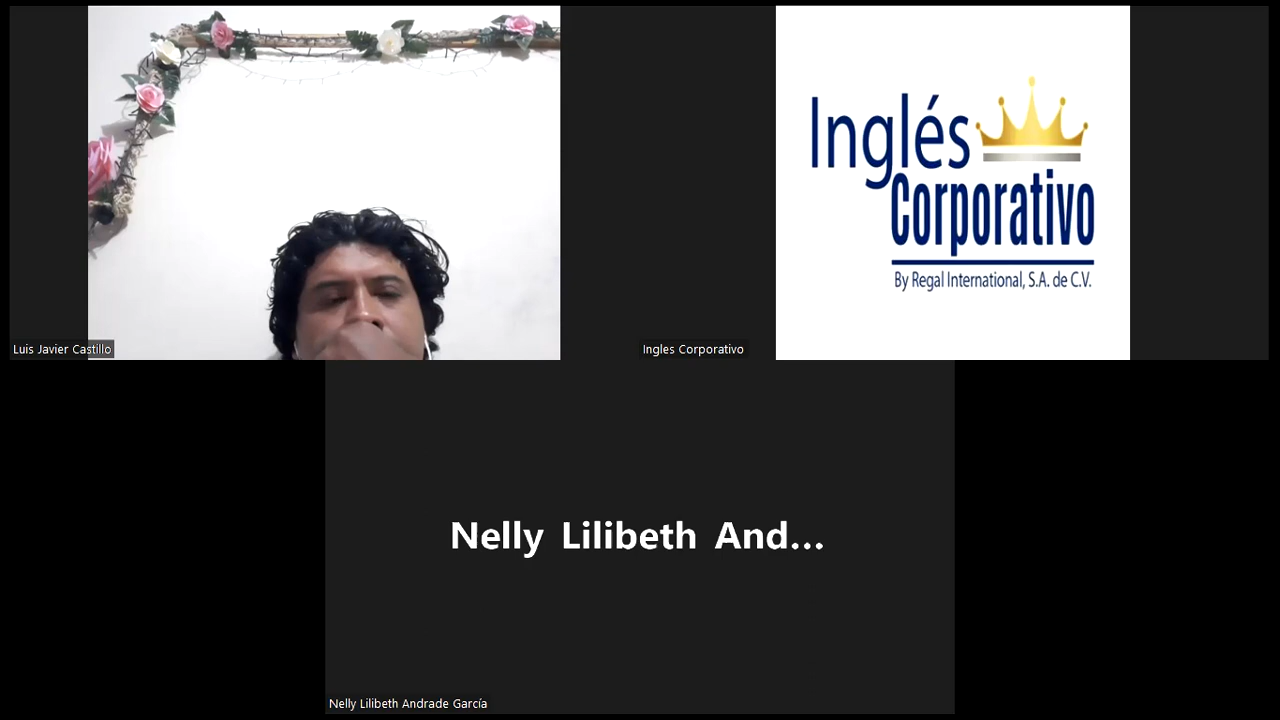 Luis Javier Castillo
Inglés
Corporativo
By Regal International, S.A. de C.V.
Ingles Corporativo
Nelly Lilibeth And...
Nelly Lilibeth Andrade García